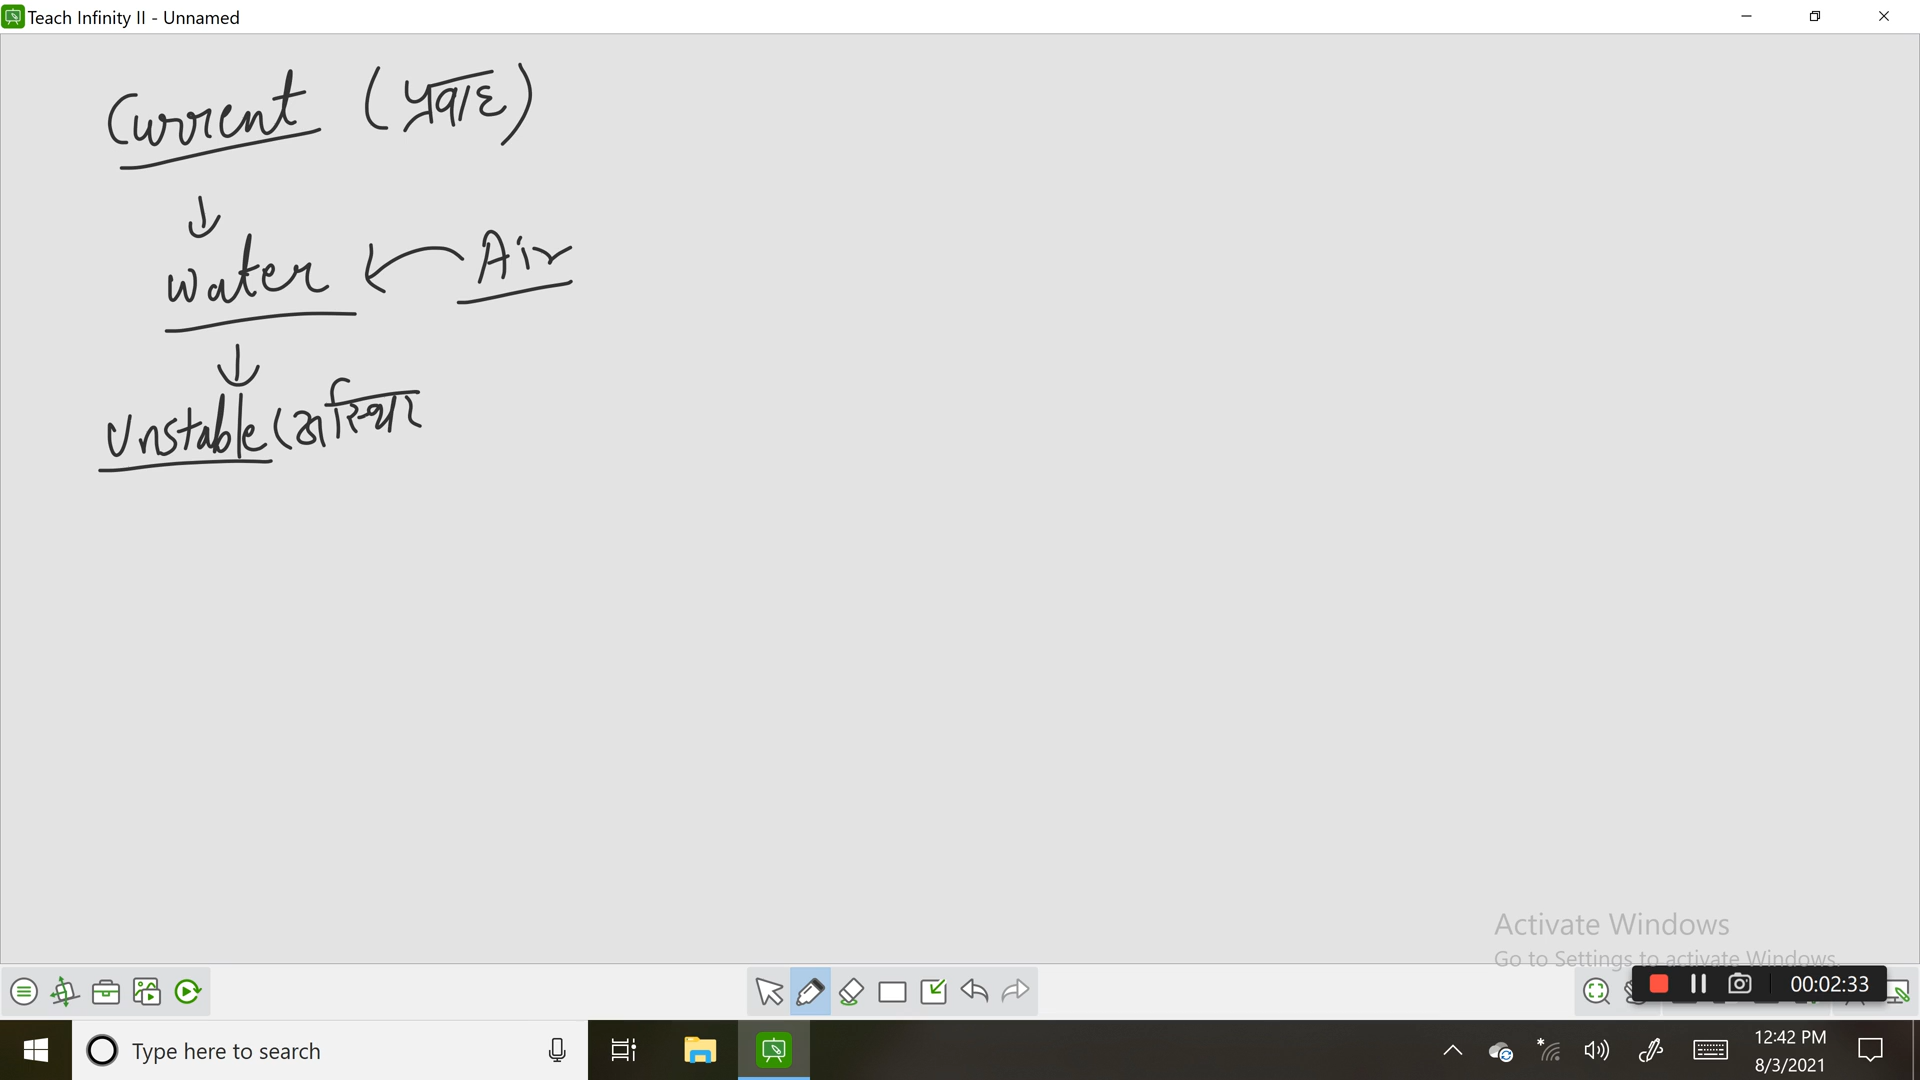 Teach Infinity II - Unnamed
Current (प्रवाह)
↓
water ← Air
↓
Unstable (अस्थिर
Activate Windows
Go to Settings to activate Windows.
00:02:33
Type here to search
12:42 PM
8/3/2021